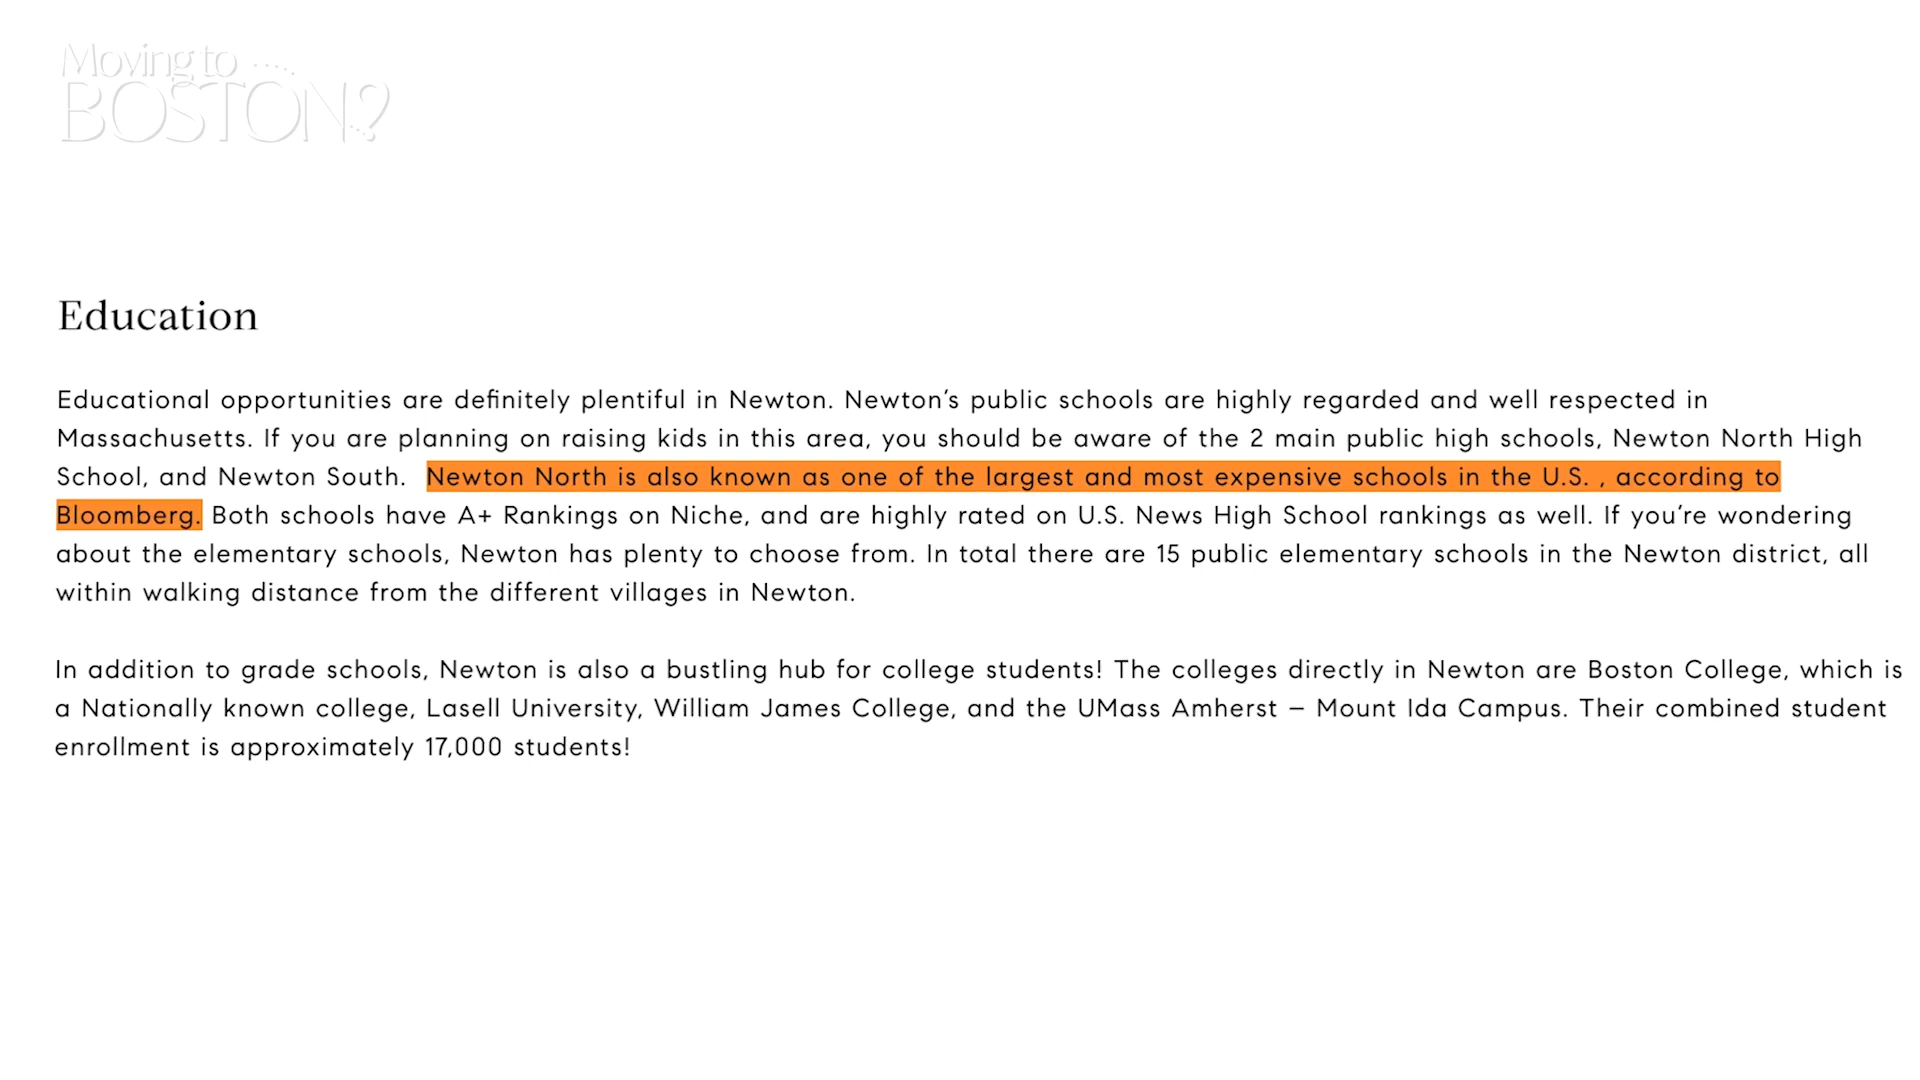 Moving to
BOSTON?
Education
Educational opportunities are definitely plentiful in Newton. Newton’s public schools are highly regarded and well respected in
Massachusetts. If you are planning on raising kids in this area, you should be aware of the 2 main public high schools, Newton North High
School, and Newton South. Newton North is also known as one of the largest and most expensive schools in the U.S. , according to
Bloomberg. Both schools have A+ Rankings on Niche, and are highly rated on U.S. News High School rankings as well. If you’re wondering
about the elementary schools, Newton has plenty to choose from. In total there are 15 public elementary schools in the Newton district, all
within walking distance from the different villages in Newton.
In addition to grade schools, Newton is also a bustling hub for college students! The colleges directly in Newton are Boston College, which is
a Nationally known college, Lasell University, William James College, and the UMass Amherst – Mount Ida Campus. Their combined student
enrollment is approximately 17,000 students!